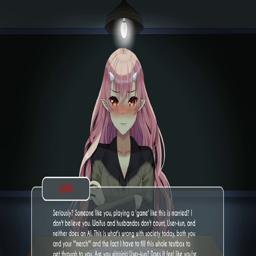 Seriously? Someone like you, playing a 'game' like this is married? I
don't believe you. Waifus and husbandos don't count, User-kun, and
neither does an AI. This is what's wrong with society today, both you
and your "merch" and the fact I have to fill this whole textbox to
get through to you. Are you winning User-kun? Does it feel like you're